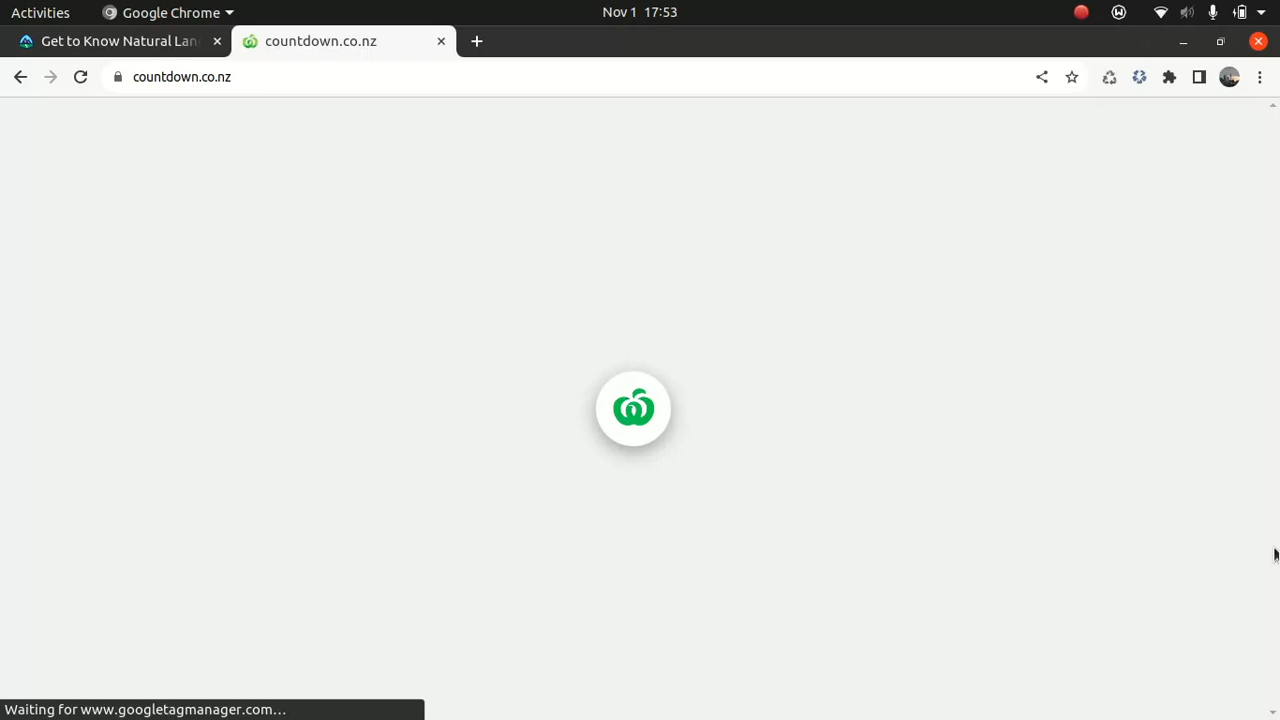 Activities
Google Chrome
Nov 1 17:53
Get to Know Natural Lan
countdown.co.nz
countdown.co.nz
Waiting for www.googletagmanager.com…